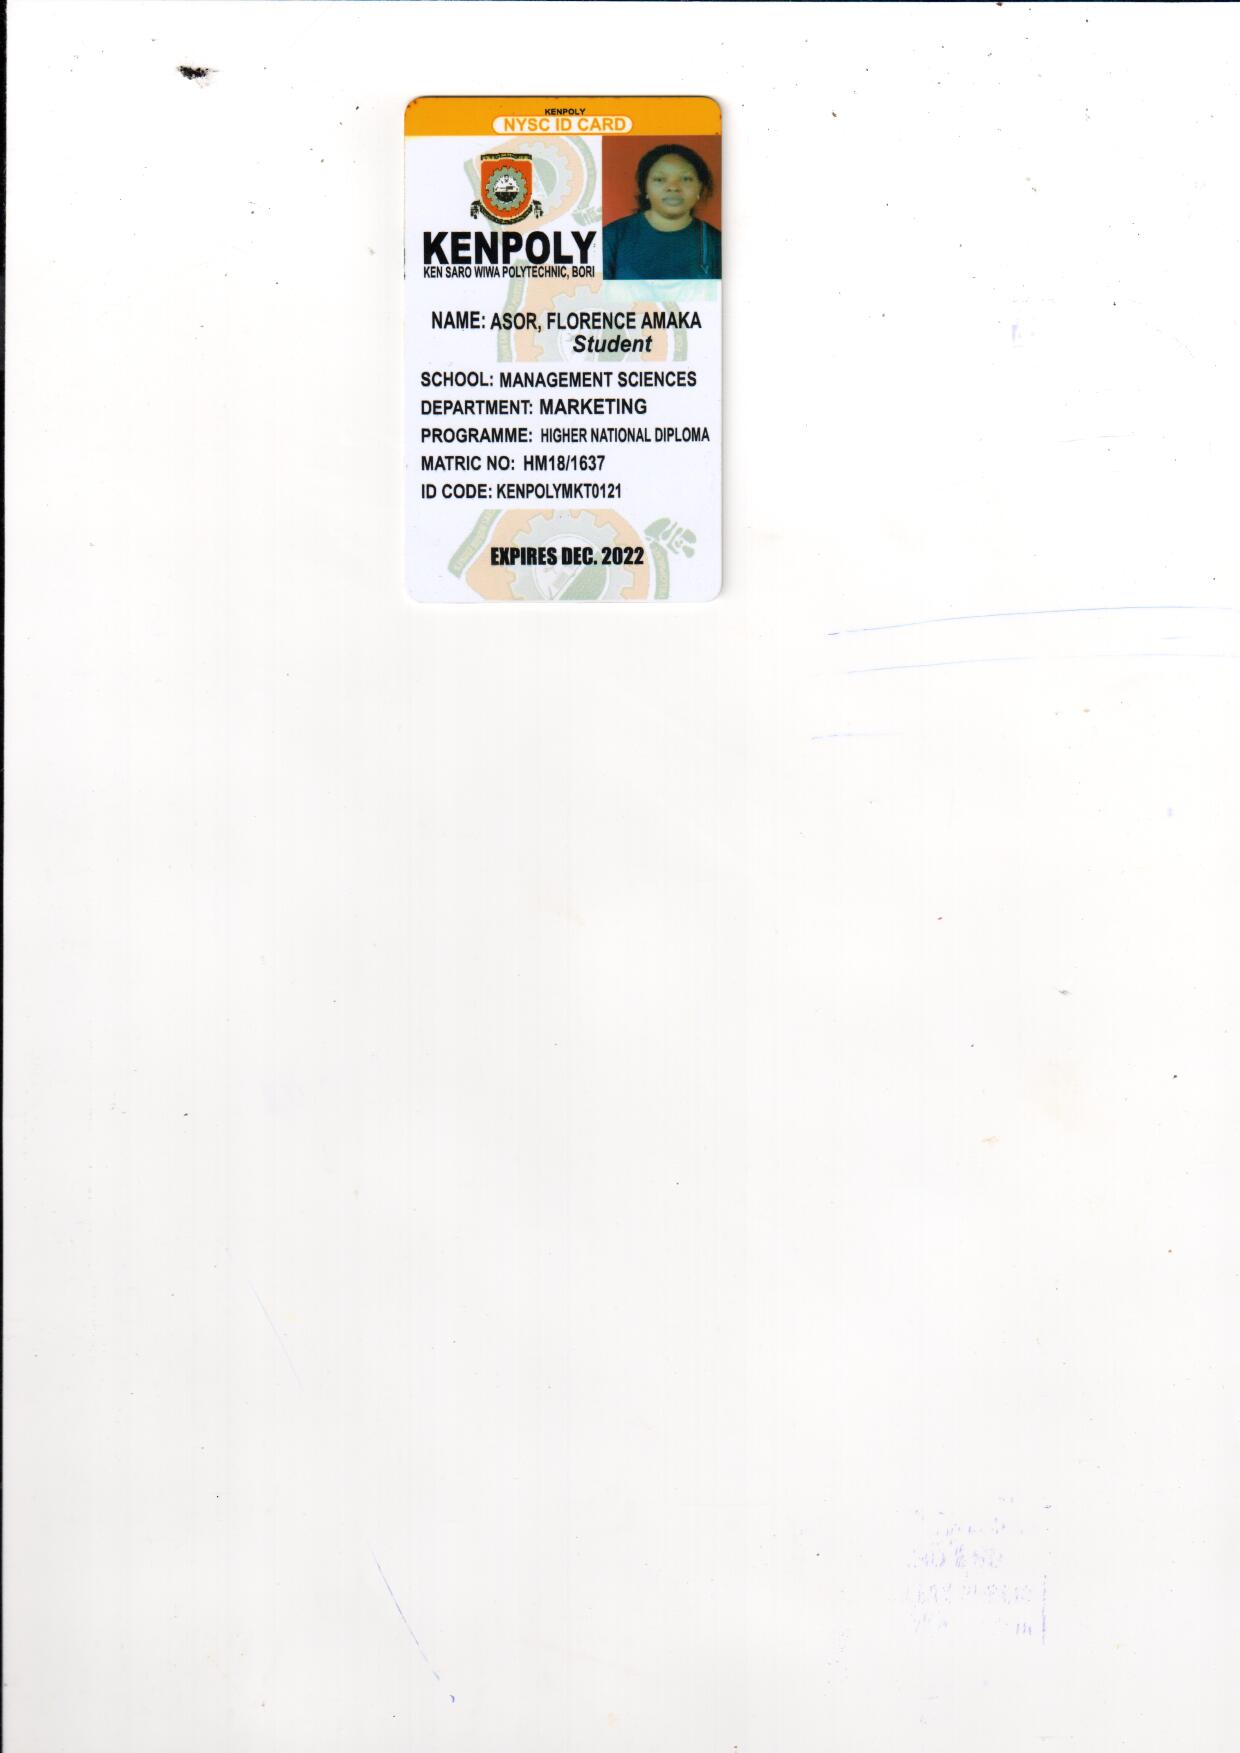 KENPOLY
NYSC ID CARD
KENPOLY
KEN SARO WIWA POLYTECHNIC, BORI
NAME: ASOR, FLORENCE AMAKA
Student
SCHOOL: MANAGEMENT SCIENCES
DEPARTMENT: MARKETING
PROGRAMME: HIGHER NATIONAL DIPLOMA
MATRIC NO: HM18/1637
ID CODE: KENPOLYMKT0121
EXPIRES DEC. 2022